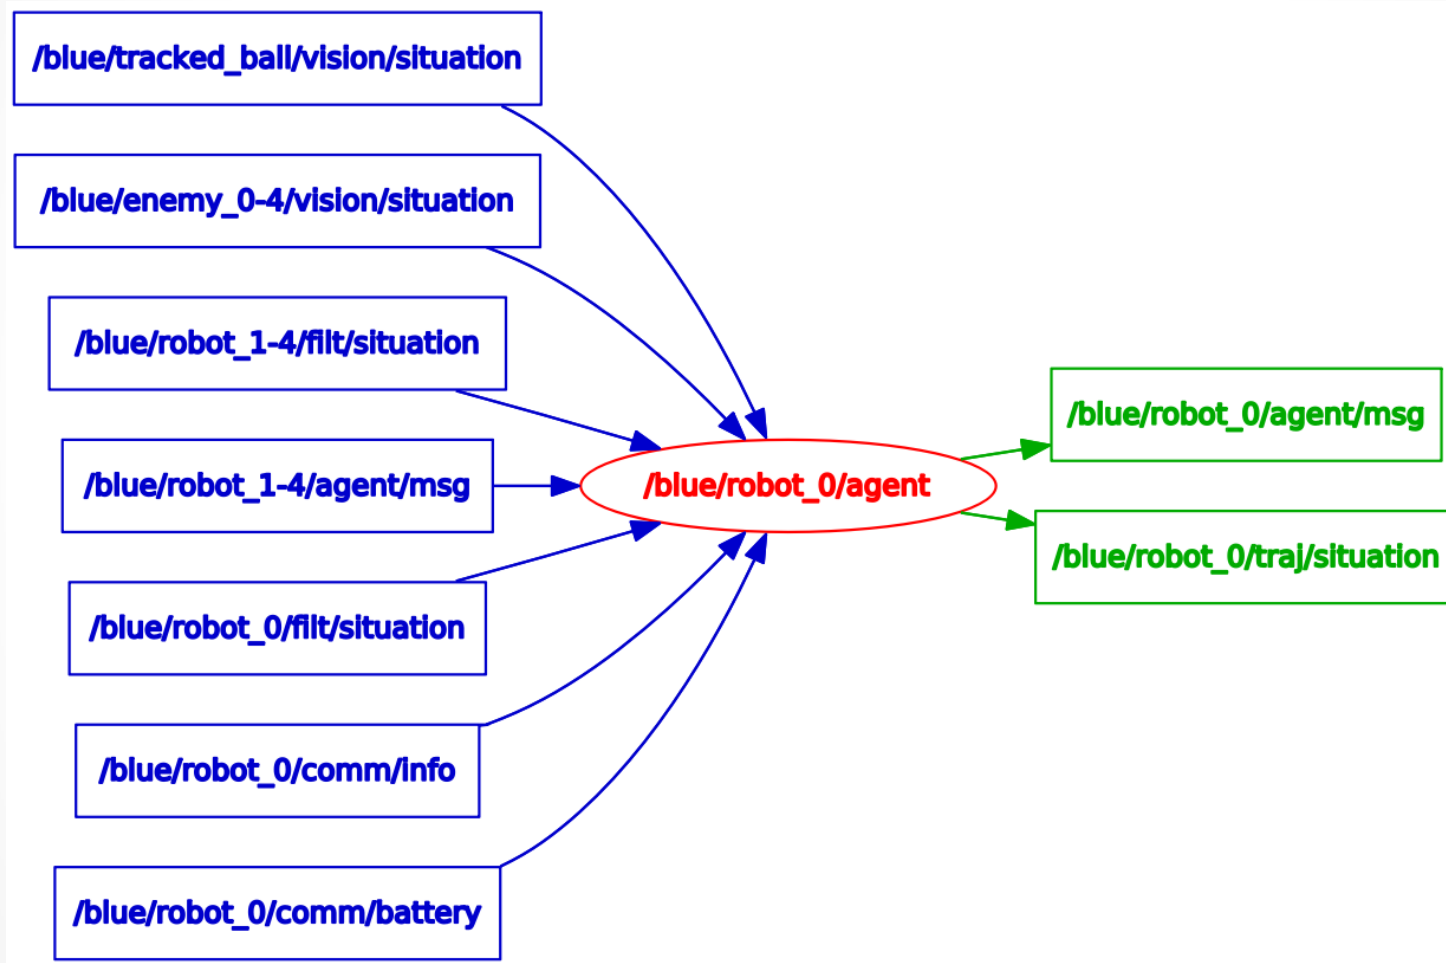 /blue/tracked_ball/vision/situation
/blue/enemy_0-4/vision/situation
/blue/robot_1-4/filt/situation
/blue/robot_1-4/agent/msg
/blue/robot_0/filt/situation
/blue/robot_0/comm/info
/blue/robot_0/comm/battery
/blue/robot_0/agent
/blue/robot_0/agent/msg
/blue/robot_0/traj/situation